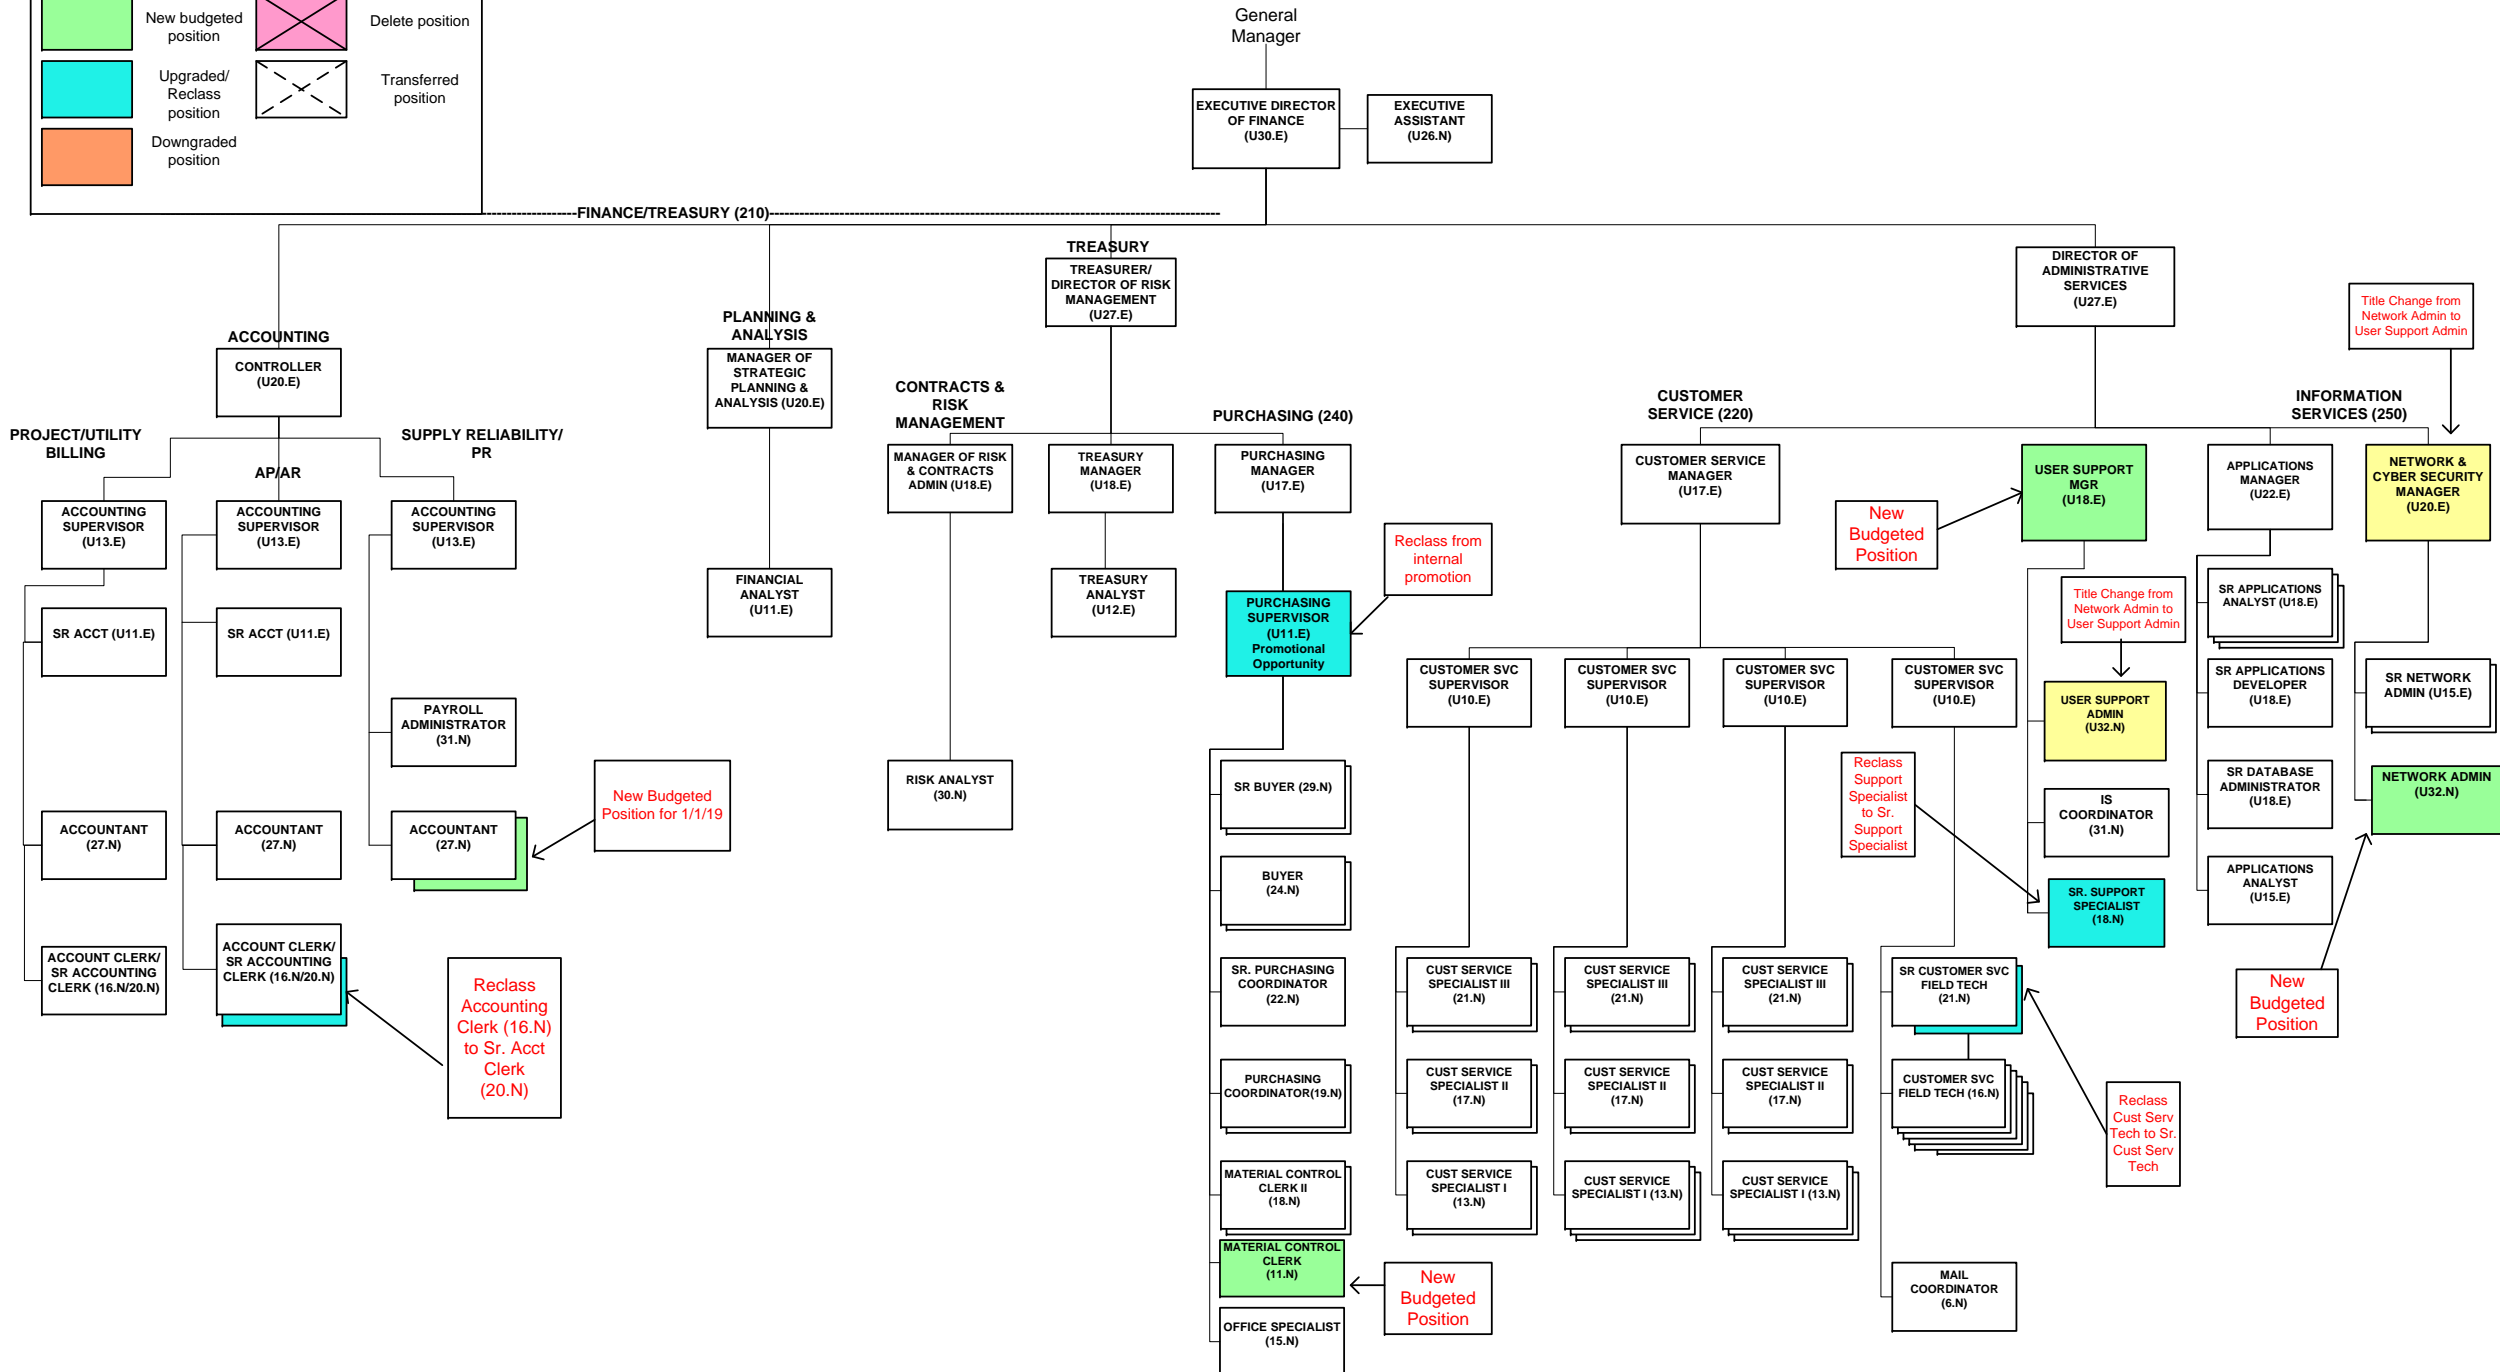 New budgeted
position
Delete position
Upgraded/
Reclass
position
Transferred
position
Downgraded
position
General
Manager
EXECUTIVE DIRECTOR
OF FINANCE
(U30.E)
EXECUTIVE
ASSISTANT
(U26.N)
-------------------FINANCE/TREASURY (210)------------------------------------------------------------------------------------------
TREASURY
TREASURER/
DIRECTOR OF RISK
MANAGEMENT
(U27.E)
DIRECTOR OF
ADMINISTRATIVE
SERVICES
(U27.E)
Title Change from
Network Admin to
User Support Admin
ACCOUNTING
CONTROLLER
(U20.E)
PLANNING &
ANALYSIS
MANAGER OF
STRATEGIC
PLANNING &
ANALYSIS (U20.E)
CONTRACTS &
RISK
MANAGEMENT
PURCHASING (240)
CUSTOMER
SERVICE (220)
INFORMATION
SERVICES (250)
PROJECT/UTILITY
BILLING
AP/AR
SUPPLY RELIABILITY/
PR
ACCOUNTING
SUPERVISOR
(U13.E)
ACCOUNTING
SUPERVISOR
(U13.E)
ACCOUNTING
SUPERVISOR
(U13.E)
MANAGER OF RISK
& CONTRACTS
ADMIN (U18.E)
TREASURY
MANAGER
(U18.E)
PURCHASING
MANAGER
(U17.E)
CUSTOMER SERVICE
MANAGER
(U17.E)
USER SUPPORT
MGR
(U18.E)
APPLICATIONS
MANAGER
(U22.E)
NETWORK &
CYBER SECURITY
MANAGER
(U20.E)
New
Budgeted
Position
Reclass from
internal
promotion
FINANCIAL
ANALYST
(U11.E)
TREASURY
ANALYST
(U12.E)
PURCHASING
SUPERVISOR
(U11.E)
Promotional
Opportunity
Title Change from
Network Admin to
User Support Admin
SR APPLICATIONS
ANALYST (U18.E)
SR ACCT (U11.E)
SR ACCT (U11.E)
CUSTOMER SVC
SUPERVISOR
(U10.E)
CUSTOMER SVC
SUPERVISOR
(U10.E)
CUSTOMER SVC
SUPERVISOR
(U10.E)
CUSTOMER SVC
SUPERVISOR
(U10.E)
USER SUPPORT
ADMIN
(U32.N)
SR APPLICATIONS
DEVELOPER
(U18.E)
SR NETWORK
ADMIN (U15.E)
PAYROLL
ADMINISTRATOR
(31.N)
New Budgeted
Position for 1/1/19
RISK ANALYST
(30.N)
SR BUYER (29.N)
Reclass
Support
Specialist
to Sr.
Support
Specialist
IS
COORDINATOR
(31.N)
SR DATABASE
ADMINISTRATOR
(U18.E)
NETWORK ADMIN
(U32.N)
ACCOUNTANT
(27.N)
ACCOUNTANT
(27.N)
ACCOUNTANT
(27.N)
BUYER
(24.N)
SR. SUPPORT
SPECIALIST
(18.N)
APPLICATIONS
ANALYST
(U15.E)
ACCOUNT CLERK/
SR ACCOUNTING
CLERK (16.N/20.N)
ACCOUNT CLERK/
SR ACCOUNTING
CLERK (16.N/20.N)
Reclass
Accounting
Clerk (16.N)
to Sr. Acct
Clerk
(20.N)
SR. PURCHASING
COORDINATOR
(22.N)
CUST SERVICE
SPECIALIST III
(21.N)
CUST SERVICE
SPECIALIST III
(21.N)
CUST SERVICE
SPECIALIST III
(21.N)
SR CUSTOMER SVC
FIELD TECH
(21.N)
New
Budgeted
Position
PURCHASING
COORDINATOR(19.N)
CUST SERVICE
SPECIALIST II
(17.N)
CUST SERVICE
SPECIALIST II
(17.N)
CUST SERVICE
SPECIALIST II
(17.N)
CUSTOMER SVC
FIELD TECH (16.N)
Reclass
Cust Serv
Tech to Sr.
Cust Serv
Tech
MATERIAL CONTROL
CLERK II
(18.N)
CUST SERVICE
SPECIALIST I
(13.N)
CUST SERVICE
SPECIALIST I (13.N)
CUST SERVICE
SPECIALIST I (13.N)
MATERIAL CONTROL
CLERK
(11.N)
New
Budgeted
Position
MAIL
COORDINATOR
(6.N)
OFFICE SPECIALIST
(15.N)